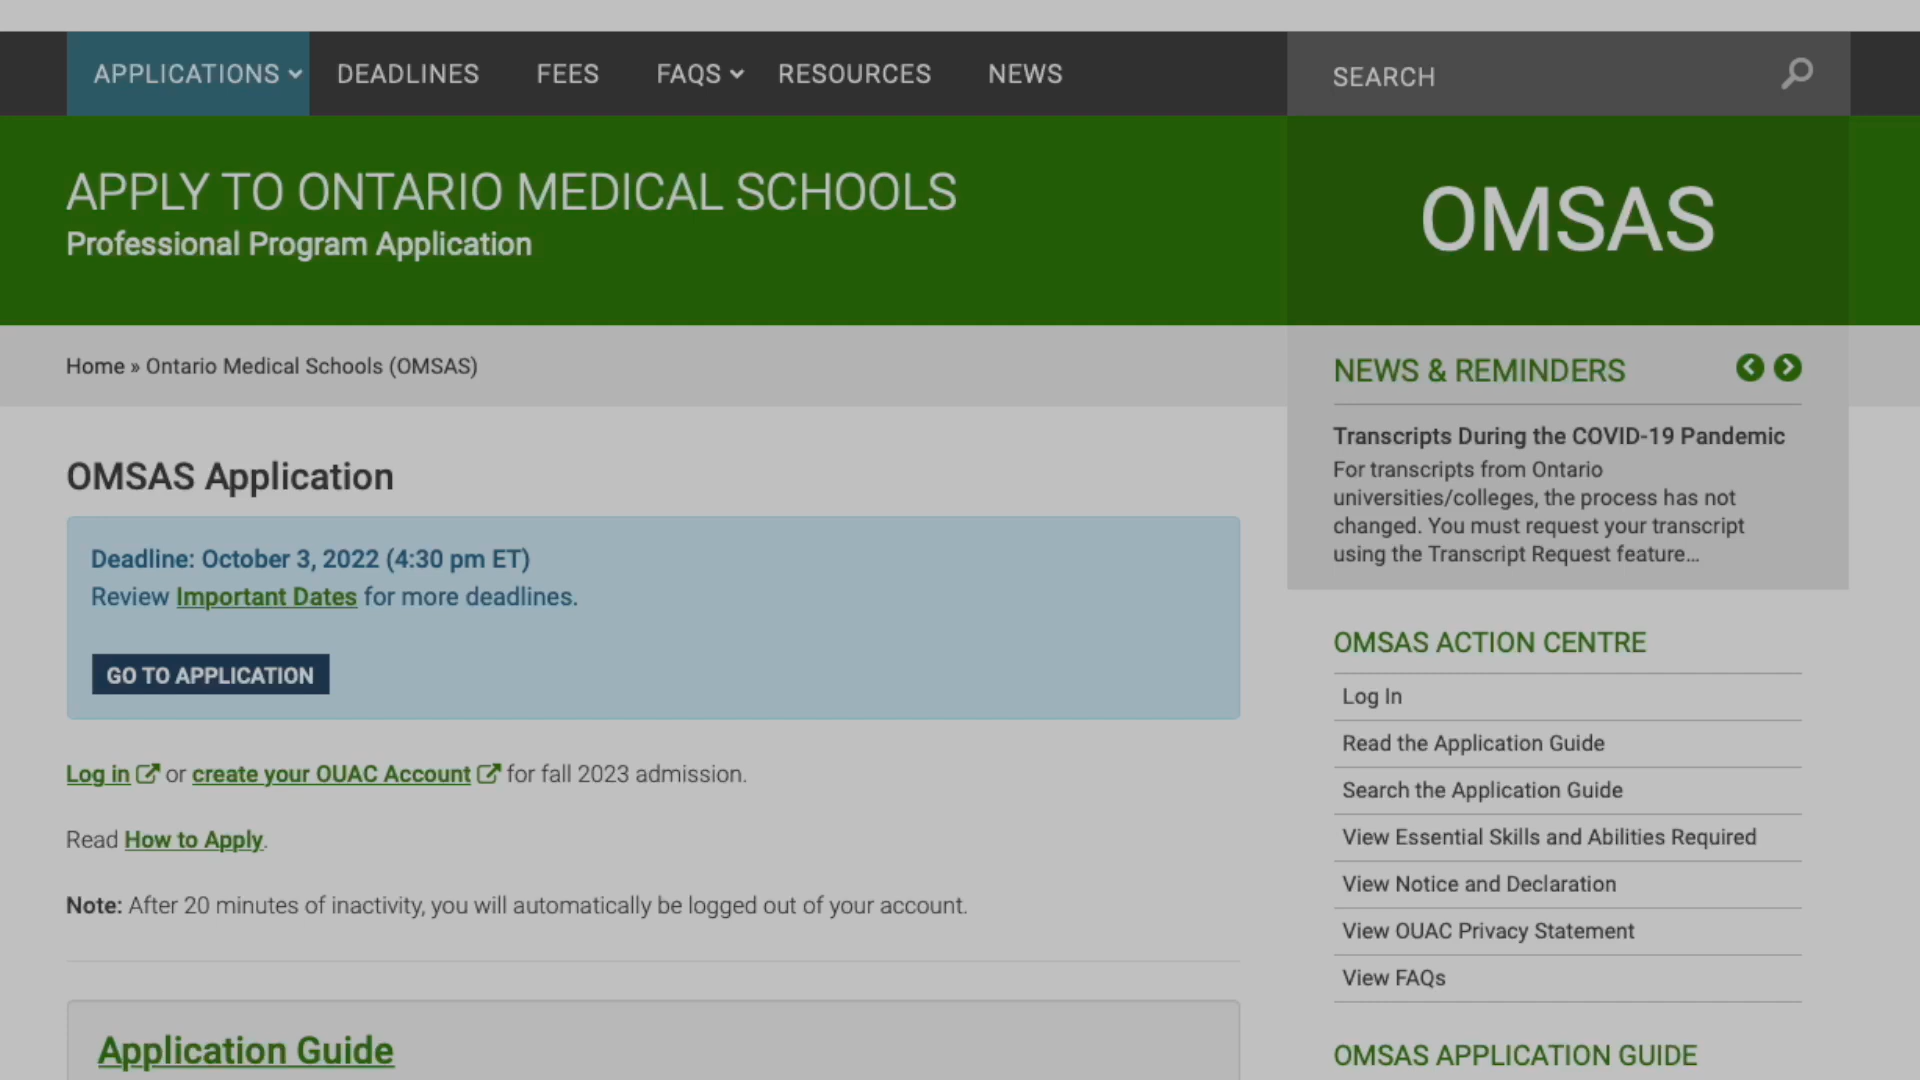 APPLICATIONS DEADLINES FEES FAQS RESOURCES NEWS SEARCH
APPLY TO ONTARIO MEDICAL SCHOOLS
Professional Program Application
OMSAS
Home » Ontario Medical Schools (OMSAS)
OMSAS Application
Deadline: October 3, 2022 (4:30 pm ET)
Review Important Dates for more deadlines.
GO TO APPLICATION
Log in or create your OUAC Account for fall 2023 admission.
Read How to Apply.
Note: After 20 minutes of inactivity, you will automatically be logged out of your account.
Application Guide
NEWS & REMINDERS
Transcripts During the COVID-19 Pandemic
For transcripts from Ontario
universities/colleges, the process has not
changed. You must request your transcript
using the Transcript Request feature...
OMSAS ACTION CENTRE
Log In
Read the Application Guide
Search the Application Guide
View Essential Skills and Abilities Required
View Notice and Declaration
View OUAC Privacy Statement
View FAQs
OMSAS APPLICATION GUIDE